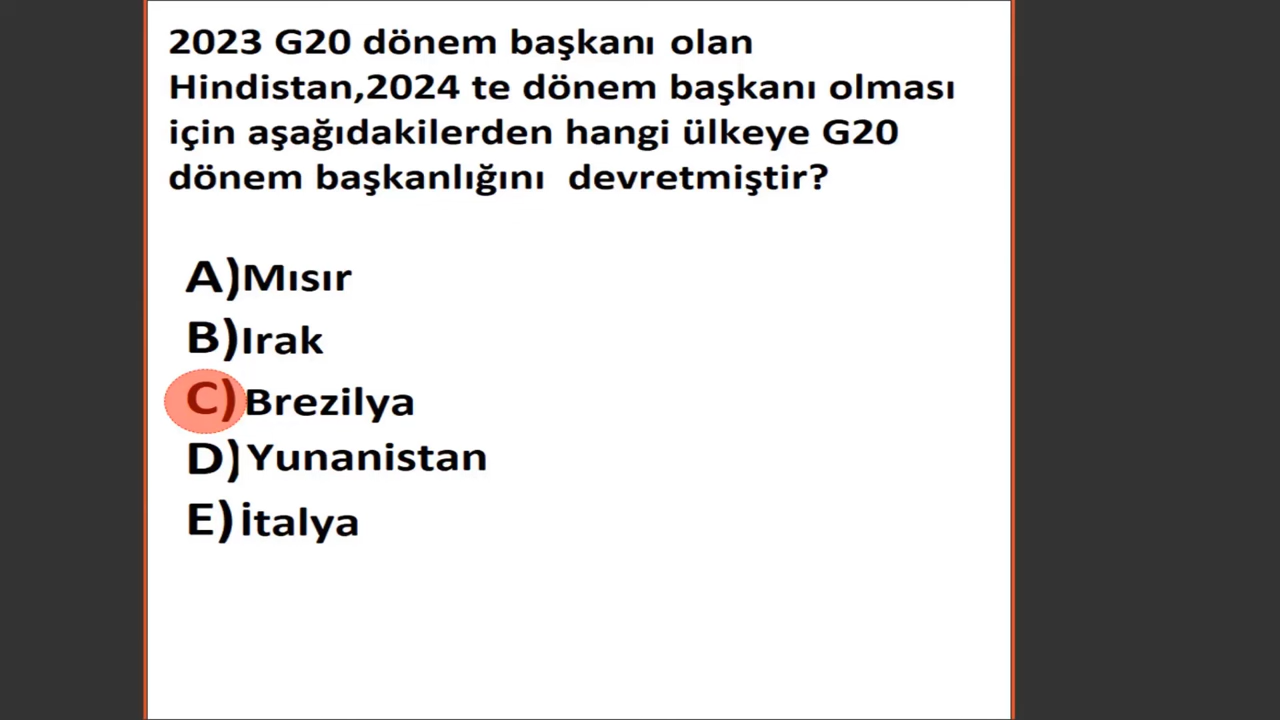 2023 G20 dönem başkanı olan
Hindistan,2024 te dönem başkanı olması
için aşağıdakilerden hangi ülkeye G20
dönem başkanlığını devretmiştir?
A)Mısır
B)Irak
C)Brezilya
D)Yunanistan
E)İtalya